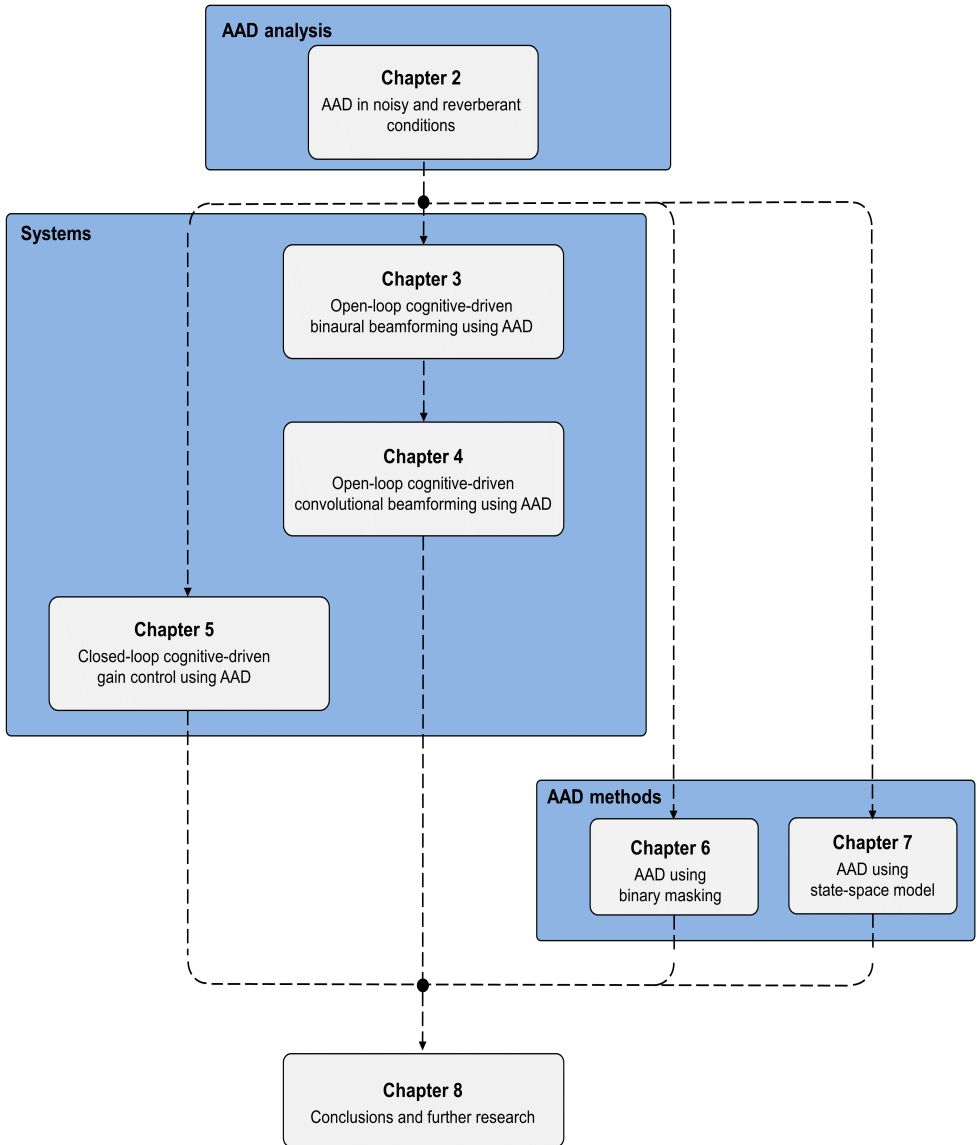 AAD analysis
Chapter 2
AAD in noisy and reverberant
conditions
Systems
Chapter 3
Open-loop cognitive-driven
binaural beamforming using AAD
Chapter 4
Open-loop cognitive-driven
convolutional beamforming using AAD
Chapter 5
Closed-loop cognitive-driven
gain control using AAD
AAD methods
Chapter 6
AAD using
binary masking
Chapter 7
AAD using
state-space model
Chapter 8
Conclusions and further research